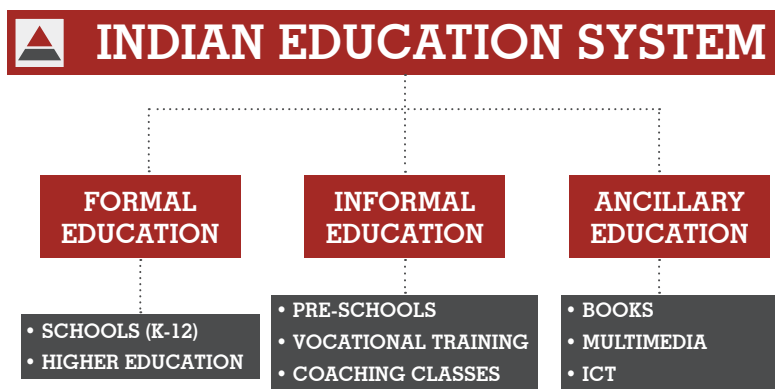 INDIAN EDUCATION SYSTEM
FORMAL
EDUCATION
• SCHOOLS (K-12)
• HIGHER EDUCATION
INFORMAL
EDUCATION
• PRE-SCHOOLS
• VOCATIONAL TRAINING
• COACHING CLASSES
ANCILLARY
EDUCATION
• BOOKS
• MULTIMEDIA
• ICT